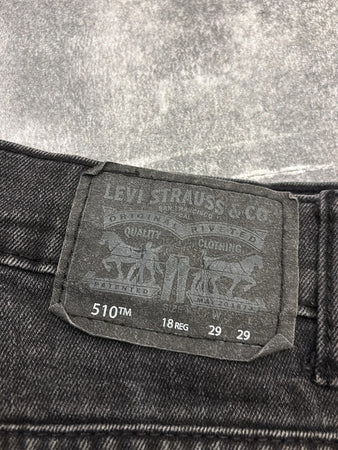 LEVI STRAUSS & CO
ORIGINAL RIVETED
QUALITY CLOTHING
PATENTED
W L
510™ 18 REG 29 29